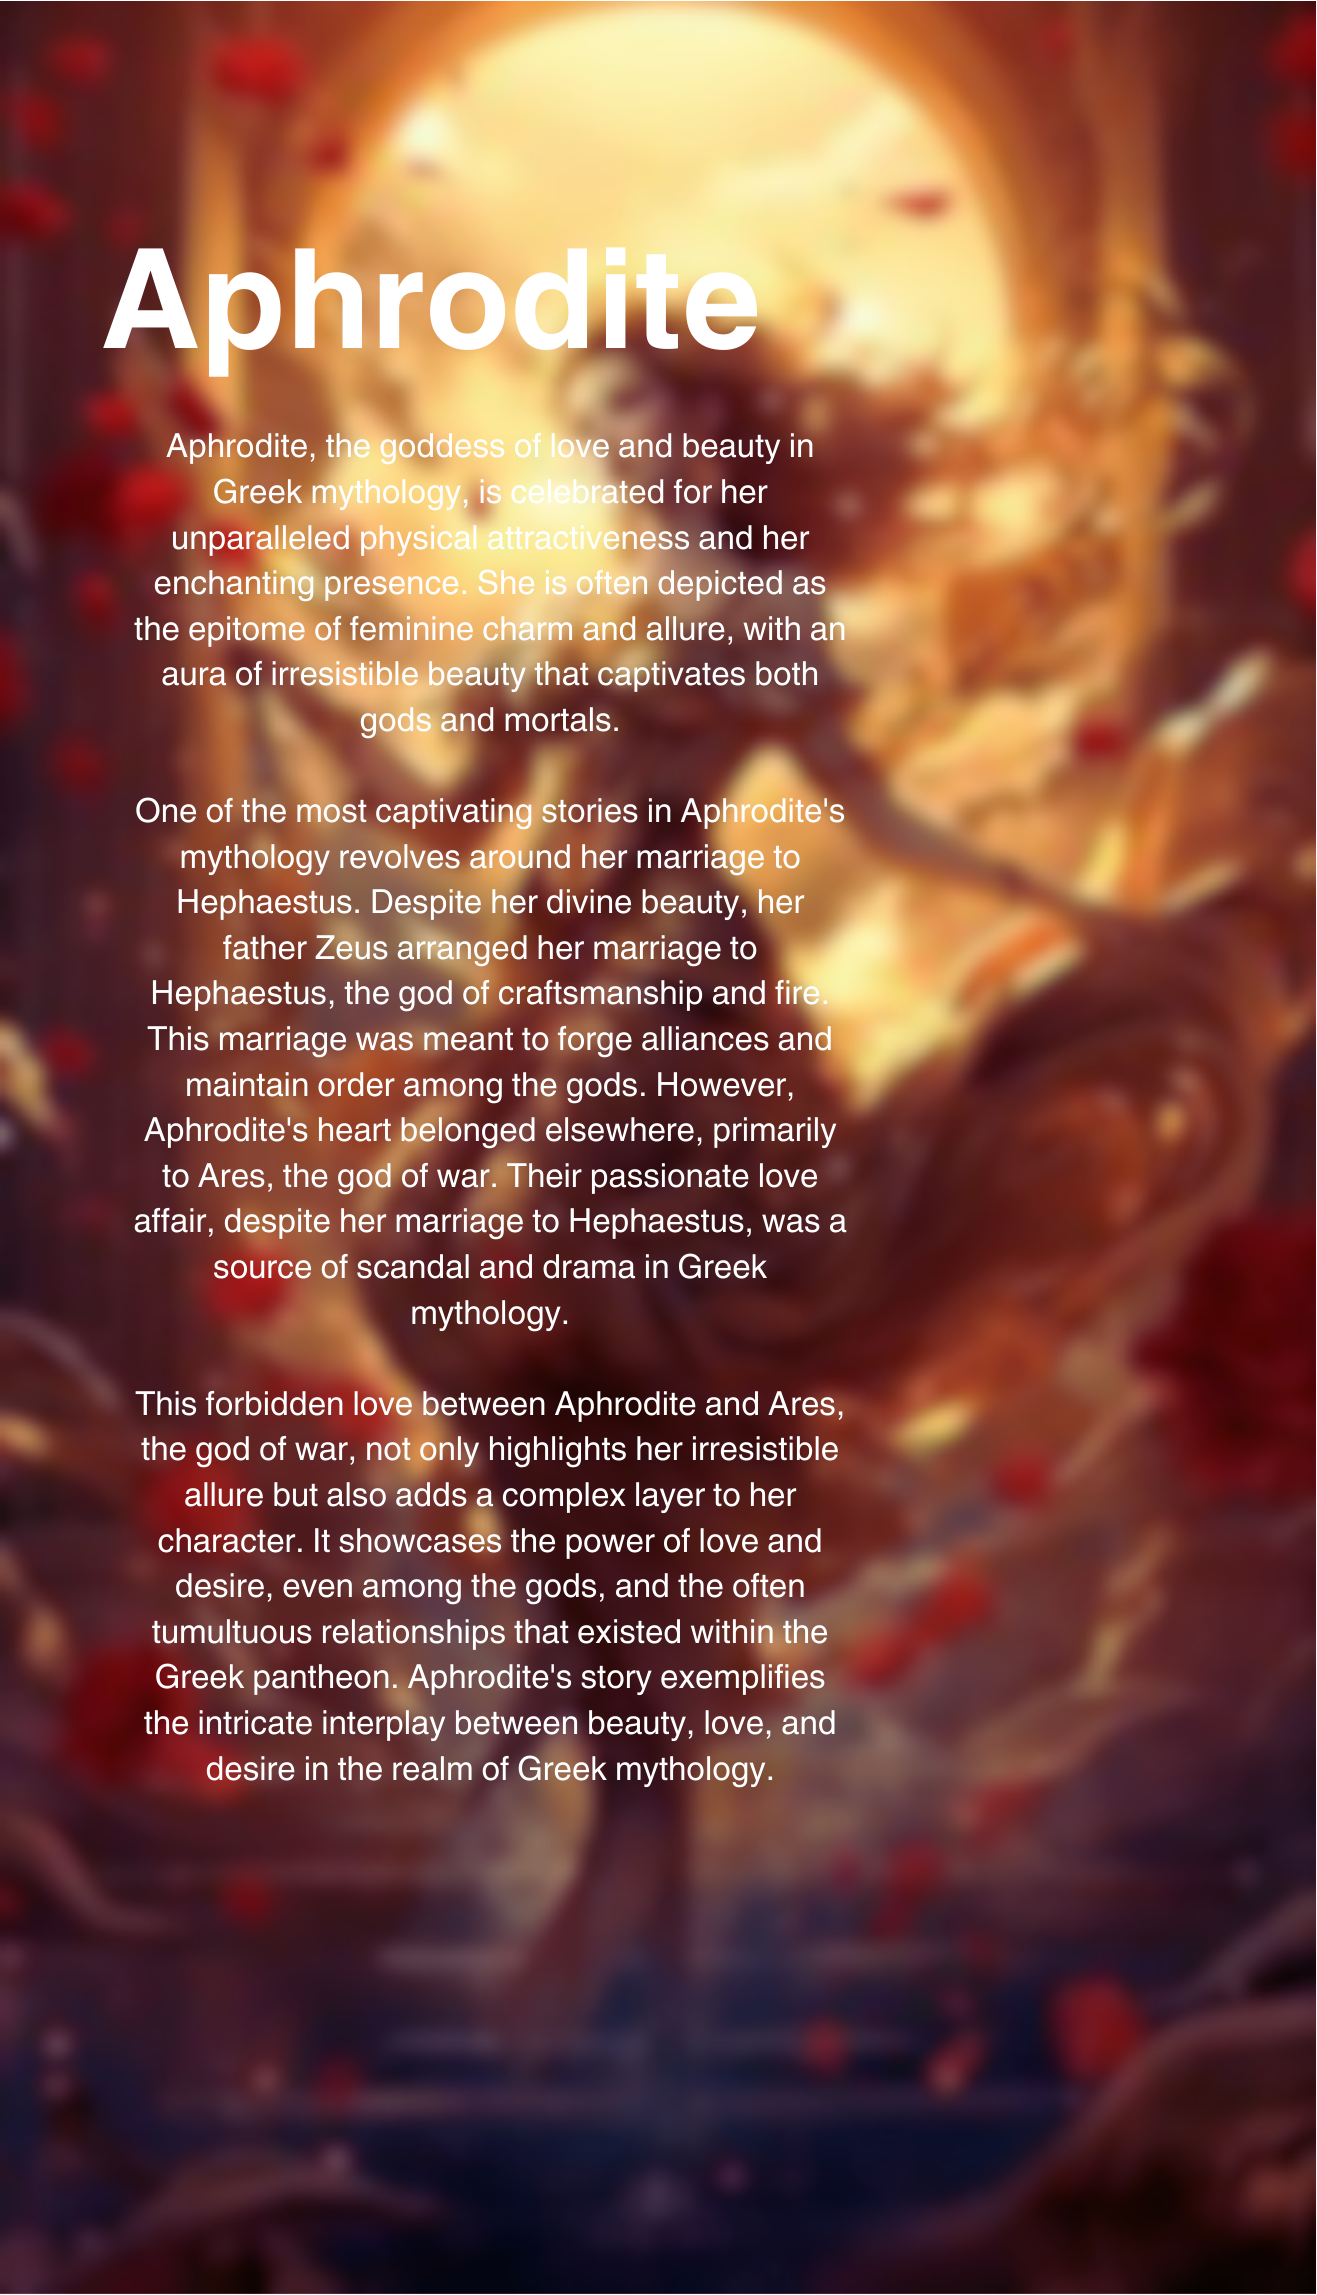 Aphrodite
Aphrodite, the goddess of love and beauty in
Greek mythology, is celebrated for her
unparalleled physical attractiveness and her
enchanting presence. She is often depicted as
the epitome of feminine charm and allure, with an
aura of irresistible beauty that captivates both
gods and mortals.
One of the most captivating stories in Aphrodite's
mythology revolves around her marriage to
Hephaestus. Despite her divine beauty, her
father Zeus arranged her marriage to
Hephaestus, the god of craftsmanship and fire.
This marriage was meant to forge alliances and
maintain order among the gods. However,
Aphrodite's heart belonged elsewhere, primarily
to Ares, the god of war. Their passionate love
affair, despite her marriage to Hephaestus, was a
source of scandal and drama in Greek
mythology.
This forbidden love between Aphrodite and Ares,
the god of war, not only highlights her irresistible
allure but also adds a complex layer to her
character. It showcases the power of love and
desire, even among the gods, and the often
tumultuous relationships that existed within the
Greek pantheon. Aphrodite's story exemplifies
the intricate interplay between beauty, love, and
desire in the realm of Greek mythology.